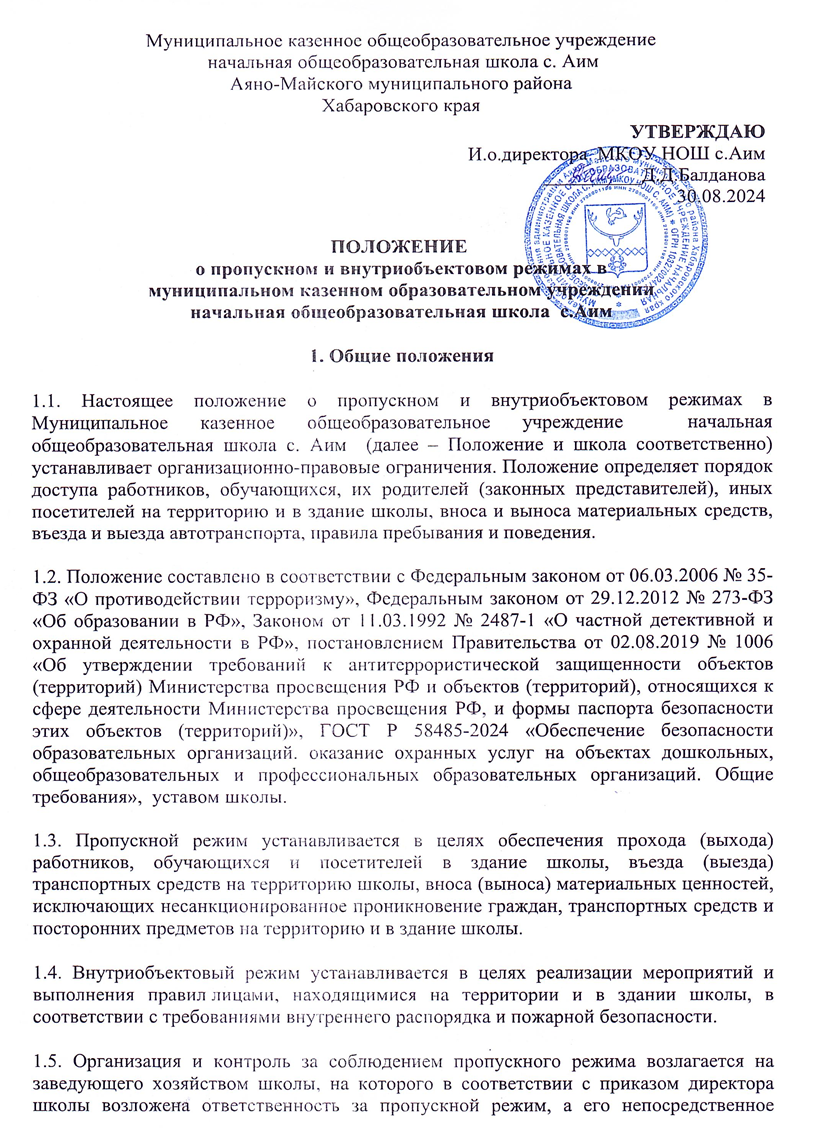 Муниципальное казенное общеобразовательное учреждение
начальная общеобразовательная школа с. Аим
Аяно-Майского муниципального района
Хабаровского края
УТВЕРЖДАЮ
И.о.директора МКОУ НОШ с.Аим
Д.Д.Балданова
30.08.2024
ПОЛОЖЕНИЕ
о пропускном и внутриобъектовом режимах в
муниципальном казенном образовательном учреждении
начальная общеобразовательная школа с.Аим
1. Общие положения
1.1. Настоящее положение о пропускном и внутриобъектовом режимах в
Муниципальное казенное общеобразовательное учреждение начальная
общеобразовательная школа с. Аим (далее – Положение и школа соответственно)
устанавливает организационно-правовые ограничения. Положение определяет порядок
доступа работников, обучающихся, их родителей (законных представителей), иных
посетителей на территорию и в здание школы, вноса и выноса материальных средств,
въезда и выезда автотранспорта, правила пребывания и поведения.
1.2. Положение составлено в соответствии с Федеральным законом от 06.03.2006 № 35-
ФЗ «О противодействии терроризму», Федеральным законом от 29.12.2012 № 273-ФЗ
«Об образовании в РФ», Законом от 11.03.1992 № 2487-1 «О частной детективной и
охранной деятельности в РФ», постановлением Правительства от 02.08.2019 № 1006
«Об утверждении требований к антитеррористической защищенности объектов
(территорий) Министерства просвещения РФ и объектов (территорий), относящихся к
сфере деятельности Министерства просвещения РФ, и формы паспорта безопасности
этих объектов (территорий)», ГОСТ Р 58485-2024 «Обеспечение безопасности
образовательных организаций. оказание охранных услуг на объектах дошкольных,
общеобразовательных и профессиональных образовательных организаций. Общие
требования», уставом школы.
1.3. Пропускной режим устанавливается в целях обеспечения прохода (выхода)
работников, обучающихся и посетителей в здание школы, въезда (выезда)
транспортных средств на территорию школы, вноса (выноса) материальных ценностей,
исключающих несанкционированное проникновение граждан, транспортных средств и
посторонних предметов на территорию и в здание школы.
1.4. Внутриобъектовый режим устанавливается в целях реализации мероприятий и
выполнения правил лицами, находящимися на территории и в здании школы, в
соответствии с требованиями внутреннего распорядка и пожарной безопасности.
1.5. Организация и контроль за соблюдением пропускного режима возлагается на
заведующего хозяйством школы, на которого в соответствии с приказом директора
школы возложена ответственность за пропускной режим, а его непосредственное